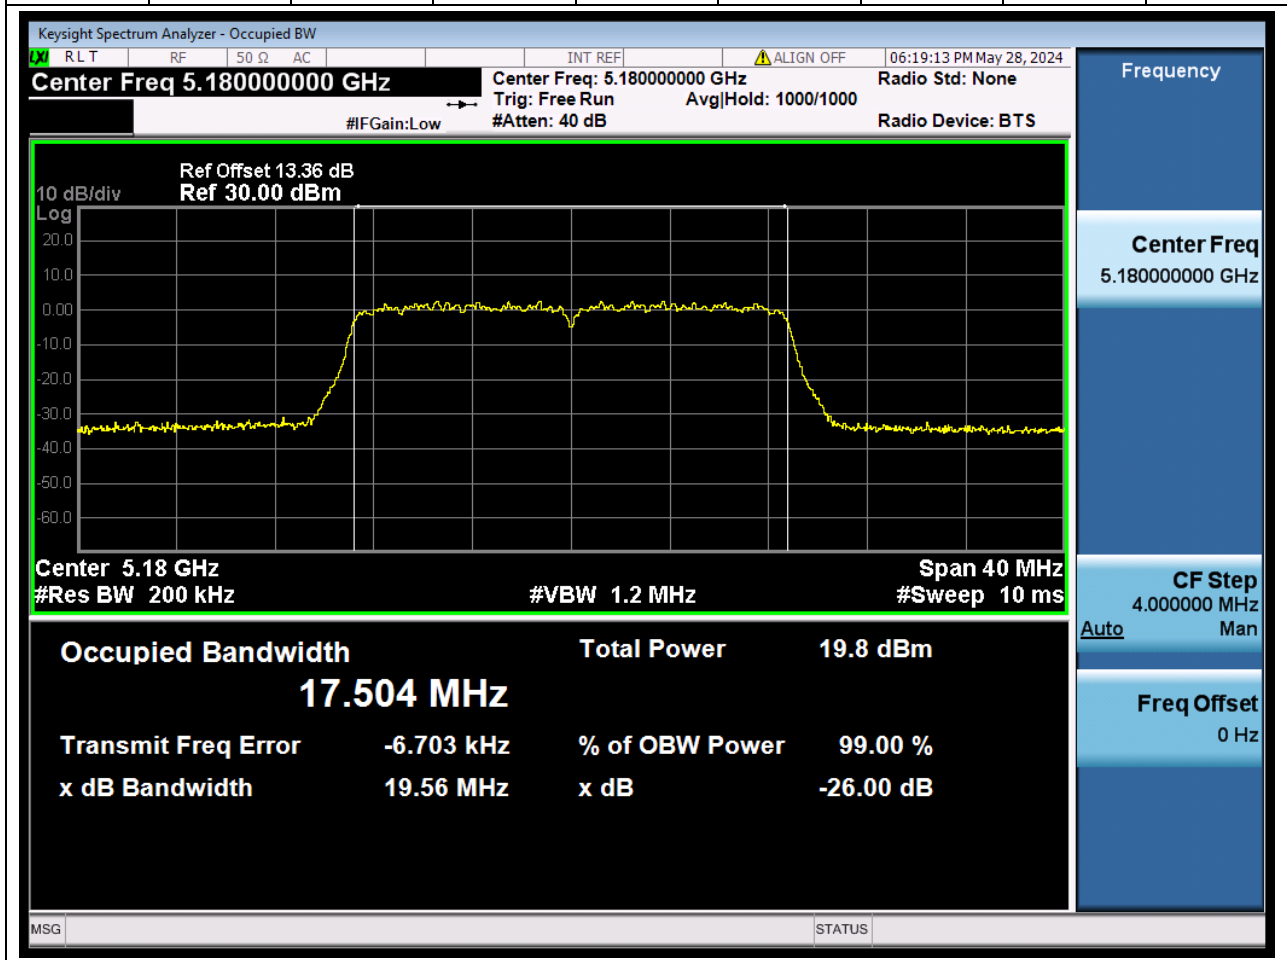 Keysight Spectrum Analyzer - Occupied BW
LXI RLT RF 50 Ω AC INT REF ALIGN OFF 06:19:13 PM May 28, 2024
Center Freq 5.180000000 GHz
Center Freq: 5.180000000 GHz
Radio Std: None
Trig: Free Run Avg|Hold: 1000/1000
#IFGain:Low #Atten: 40 dB
Radio Device: BTS
Ref Offset 13.36 dB
10 dB/div Ref 30.00 dBm
Log
20.0
10.0
0.00
-10.0
-20.0
-30.0
-40.0
-50.0
-60.0
Center 5.18 GHz Span 40 MHz
#Res BW 200 kHz #VBW 1.2 MHz #Sweep 10 ms
Occupied Bandwidth Total Power 19.8 dBm
17.504 MHz
Transmit Freq Error -6.703 kHz % of OBW Power 99.00 %
x dB Bandwidth 19.56 MHz x dB -26.00 dB
MSG STATUS
Frequency
Center Freq
5.180000000 GHz
CF Step
4.000000 MHz
Auto Man
Freq Offset
0 Hz